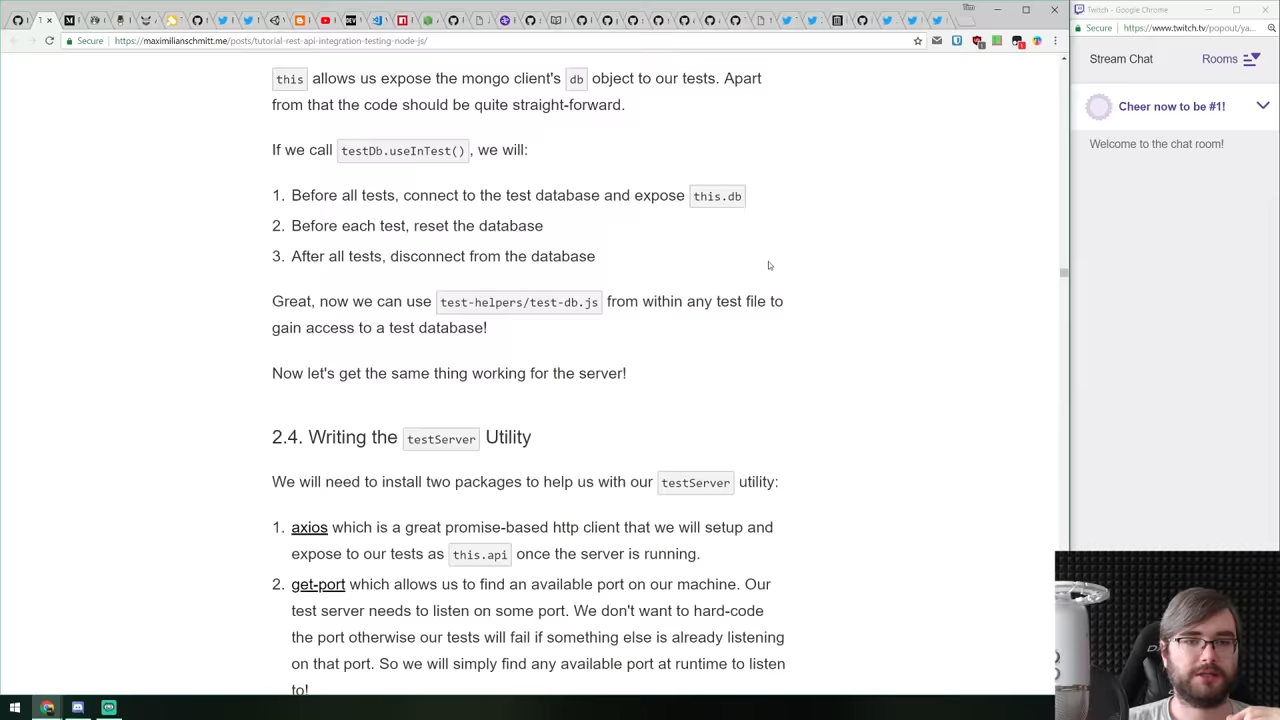 Secure
https://maximilianschmitt.me/posts/tutorial-rest-api-integration-testing-node-js/
this allows us expose the mongo client's db object to our tests. Apart
from that the code should be quite straight-forward.
If we call testDb.useInTest(), we will:
1. Before all tests, connect to the test database and expose this.db
2. Before each test, reset the database
3. After all tests, disconnect from the database
Great, now we can use test-helpers/test-db.js from within any test file to
gain access to a test database!
Now let's get the same thing working for the server!
2.4. Writing the testServer Utility
We will need to install two packages to help us with our testServer utility:
1. axios which is a great promise-based http client that we will setup and
expose to our tests as this.api once the server is running.
2. get-port which allows us to find an available port on our machine. Our
test server needs to listen on some port. We don't want to hard-code
the port otherwise our tests will fail if something else is already listening
on that port. So we will simply find any available port at runtime to listen
to!
Twitch - Google Chrome
Secure
https://www.twitch.tv/popout/ya...
Stream Chat
Rooms
Cheer now to be #1!
Welcome to the chat room!